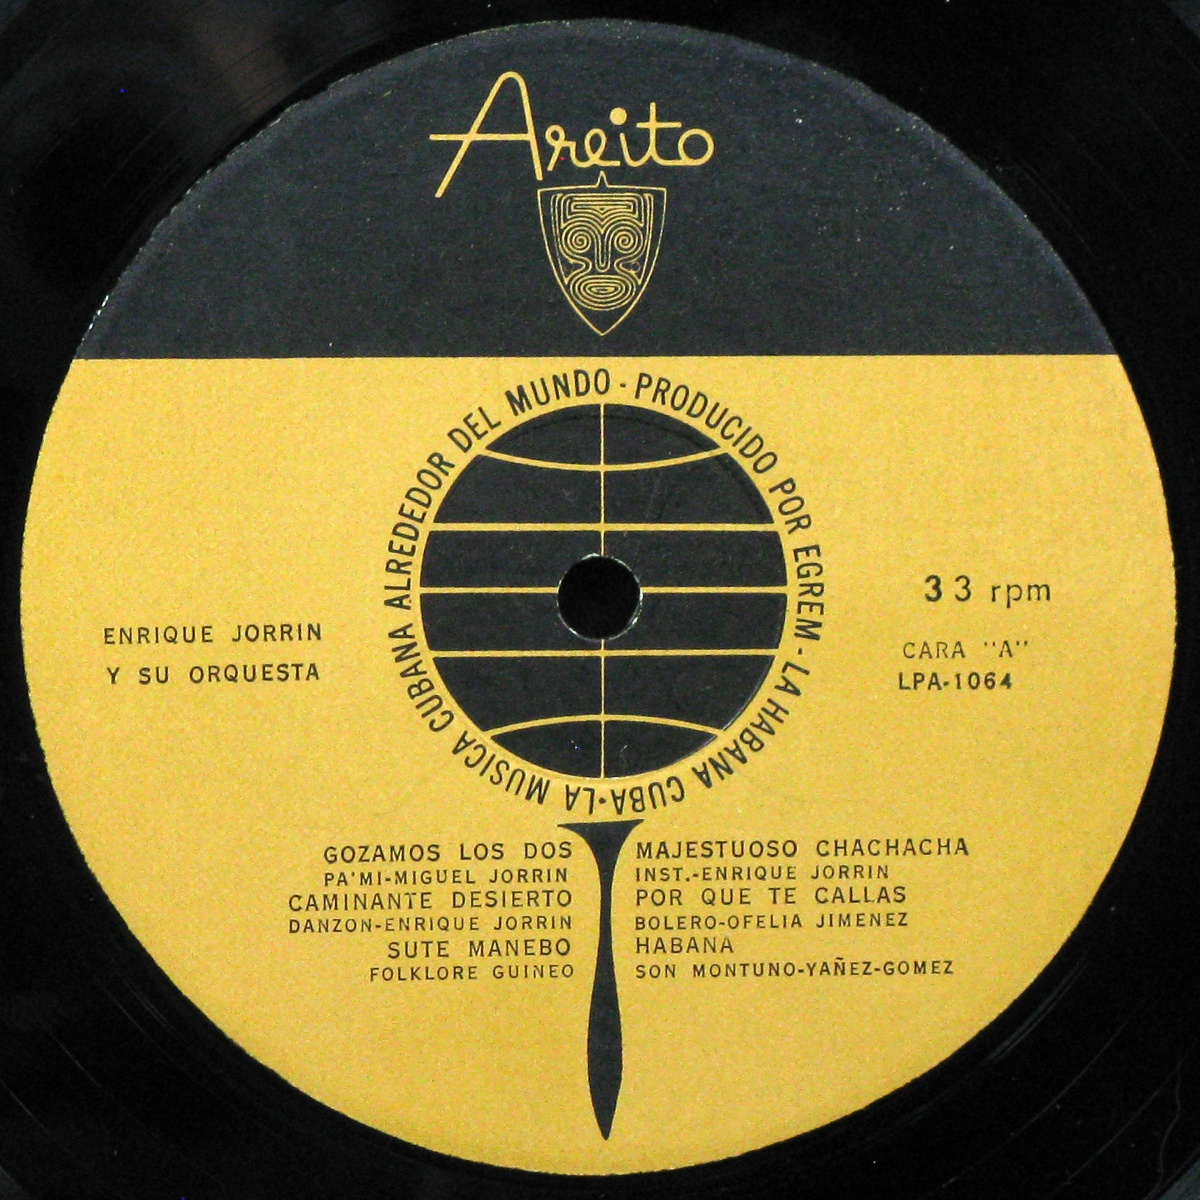 Areito
LA MUSICA CUBANA ALREDEDOR DEL MUNDO · PRODUCIDO POR EGREM - LA HABANA CUBA ·
33 rpm
ENRIQUE JORRIN
Y SU ORQUESTA
CARA "A"
LPA-1064
GOZAMOS LOS DOS
PA'MI-MIGUEL JORRIN
CAMINANTE DESIERTO
DANZON-ENRIQUE JORRIN
SUTE MANEBO
FOLKLORE GUINEO
MAJESTUOSO CHACHACHA
INST.-ENRIQUE JORRIN
POR QUE TE CALLAS
BOLERO-OFELIA JIMENEZ
HABANA
SON MONTUNO-YAÑEZ-GOMEZ